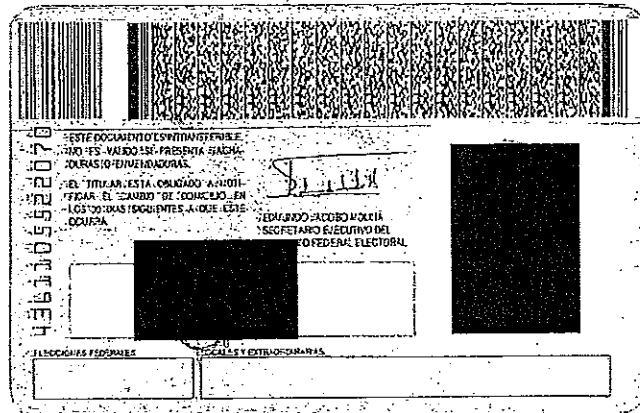 4361105522070
ESTE DOCUMENTO ES INTRANSFERIBLE.
NO ES VALIDO SI PRESENTA TACHA-
DURAS O ENMENDADURAS.
EL TITULAR ESTA OBLIGADO A NOTI-
FICAR EL CAMBIO DE DOMICILIO EN
LOS DIAS SIGUIENTES A QUE ESTE
OCURRA.
EDMUNDO JACOBO MOLINA
SECRETARIO EJECUTIVO DEL
O FEDERAL ELECTORAL
ELECCIONES FEDERALES
LOCALES Y EXTRAORDINARIAS